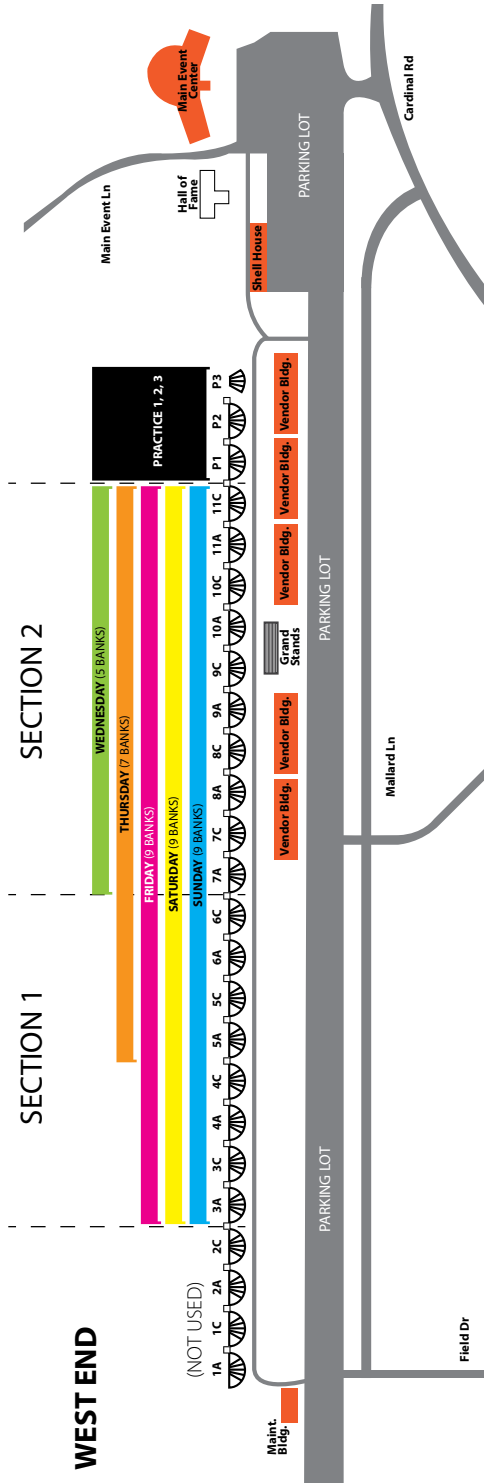 WEST END
SECTION 1
SECTION 2
WEDNESDAY (5 BANKS)
THURSDAY (7 BANKS)
FRIDAY (9 BANKS)
SATURDAY (9 BANKS)
SUNDAY (9 BANKS)
PRACTICE 1, 2, 3
(NOT USED)
1A 1C 2A 2C 3A 3C 4A 4C 5A 5C 6A 6C 7A 7C 8A 8C 9A 9C 10A 10C 11A 11C P1 P2 P3
Main Event Ln
Main Event
Center
Hall of
Fame
Shell House
Maint.
Bldg.
Vendor Bldg.
Vendor Bldg.
Grand
Stands
Vendor Bldg.
Vendor Bldg.
Vendor Bldg.
PARKING LOT
PARKING LOT
PARKING LOT
Field Dr
Mallard Ln
Cardinal Rd